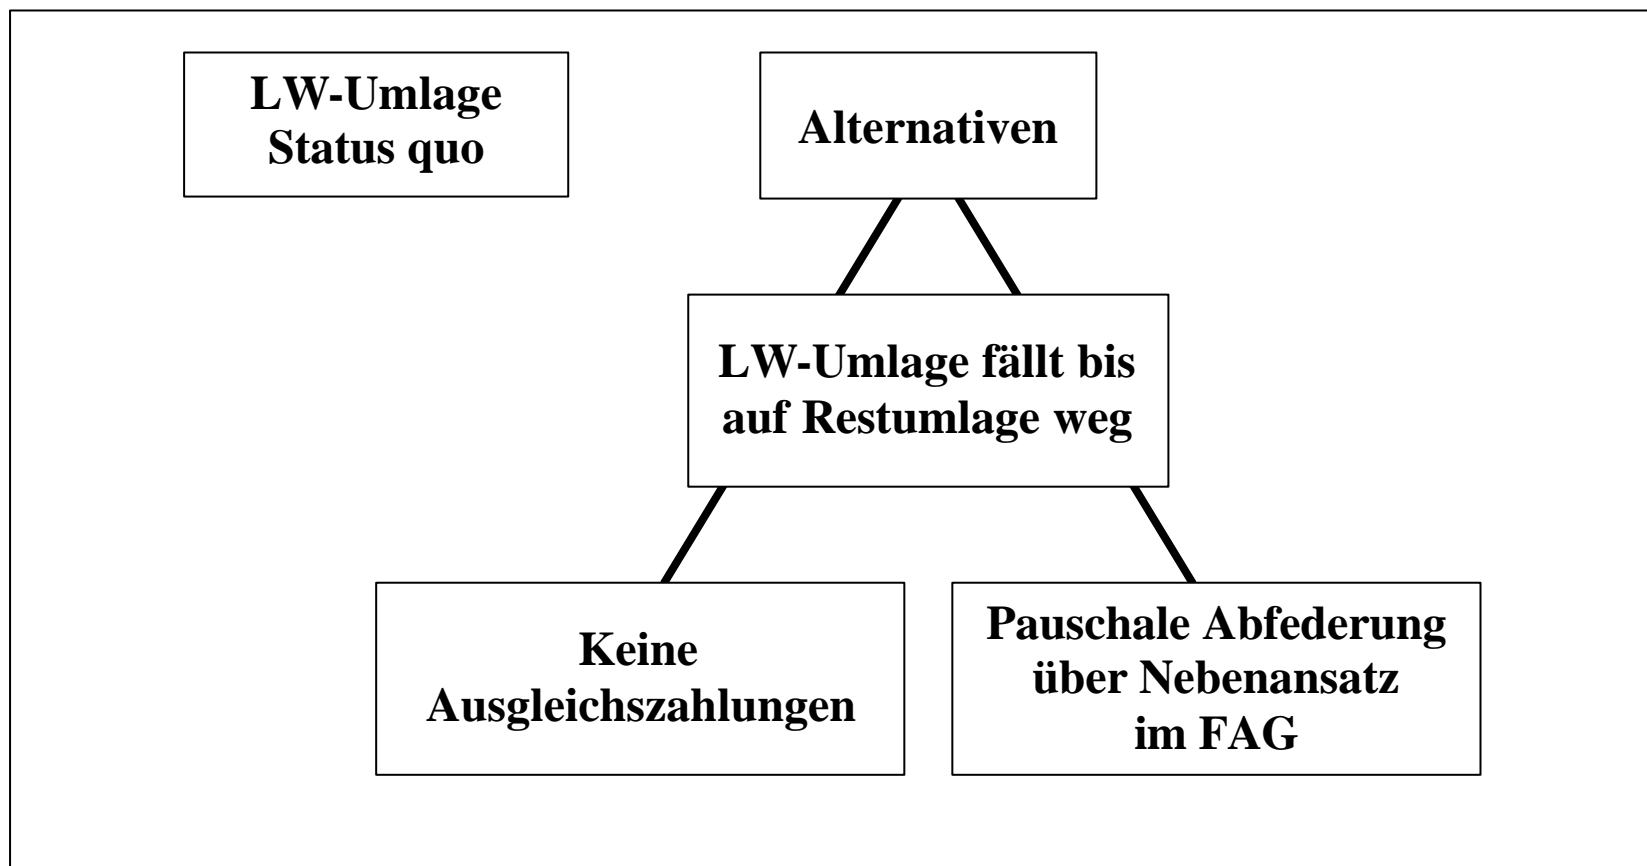 LW-Umlage
Status quo
Alternativen
LW-Umlage fällt bis
auf Restumlage weg
Keine
Ausgleichszahlungen
Pauschale Abfederung
über Nebenansatz
im FAG